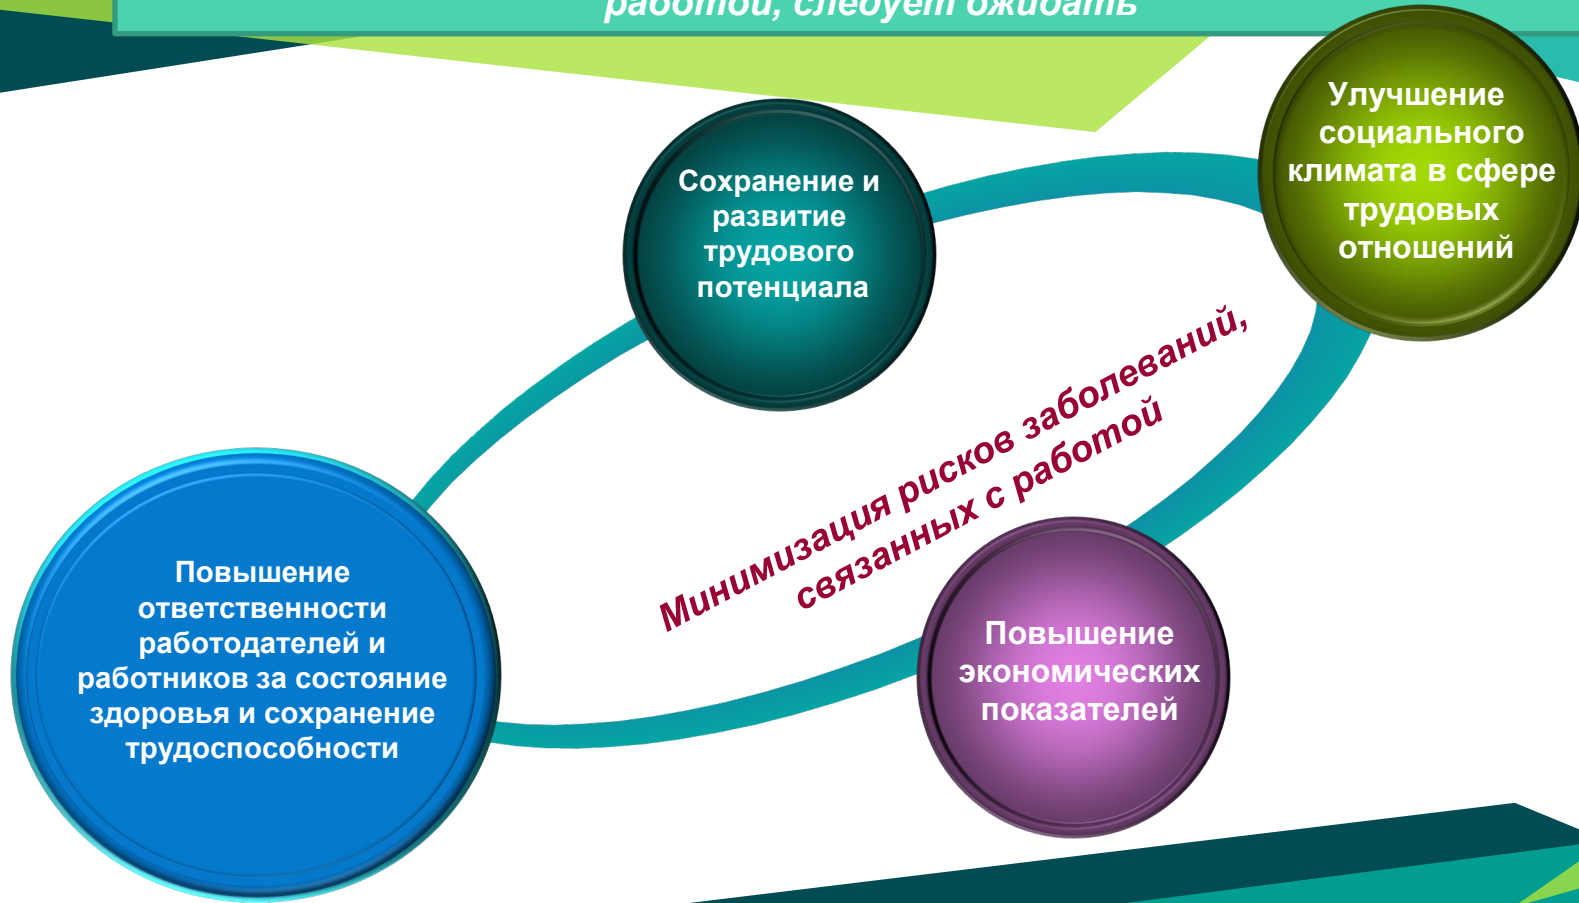 работой, следует ожидать
Улучшение
социального
климата в сфере
трудовых
отношений
Сохранение и
развитие
трудового
потенциала
Минимизация рисков заболеваний,
связанных с работой
Повышение
ответственности
работодателей и
работников за состояние
здоровья и сохранение
трудоспособности
Повышение
экономических
показателей